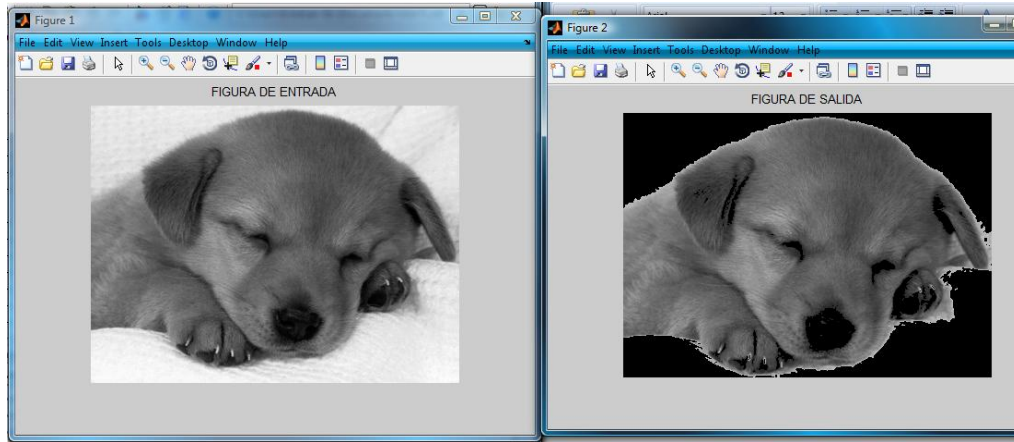 Figure 1
File Edit View Insert Tools Desktop Window Help
FIGURA DE ENTRADA
Figure 2
File Edit View Insert Tools Desktop Window Help
FIGURA DE SALIDA